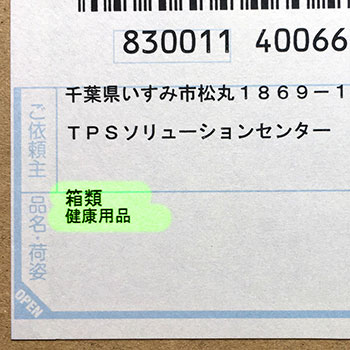 830011 40066
千葉県いすみ市松丸1869-1
TPSソリューションセンター
ご依頼主
箱類
健康用品
品名・荷姿
OPEN